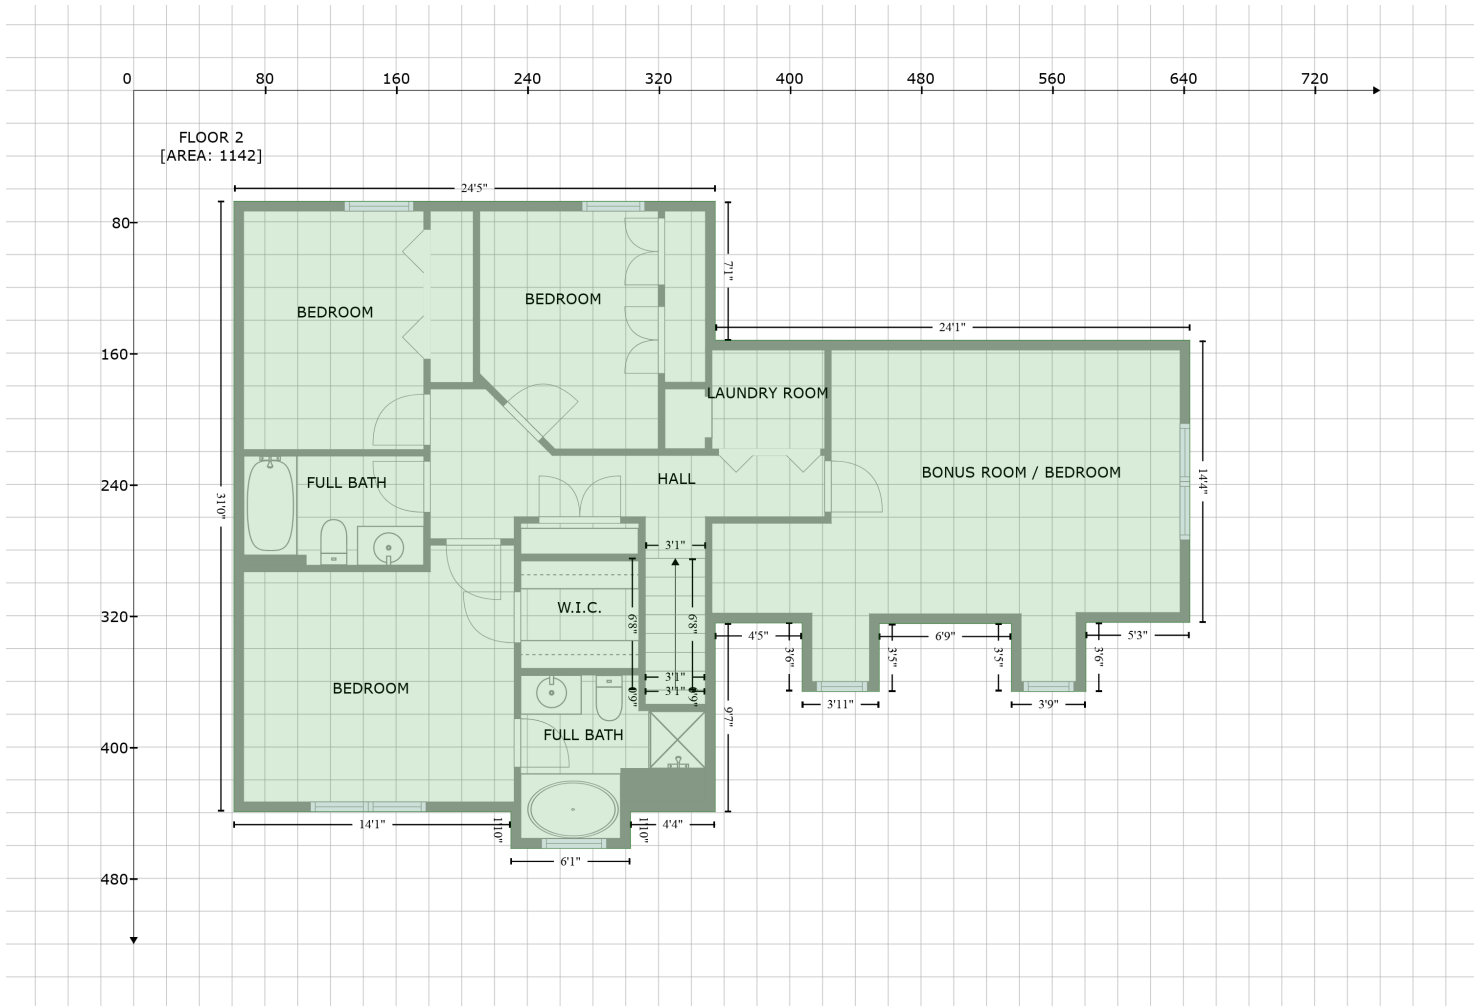 0 80 160 240 320 400 480 560 640 720
FLOOR 2
[AREA: 1142]
24'5"
80
7'1"
BEDROOM
BEDROOM
24'1"
160
LAUNDRY ROOM
FULL BATH
HALL
BONUS ROOM / BEDROOM
240
31'0"
14'4"
3'1"
W.I.C.
320
6'8"
6'8"
4'5"
6'9"
5'3"
3'6"
3'5"
3'5"
3'6"
BEDROOM
3'1"
3'1"
3'11"
3'9"
9'7"
FULL BATH
400
14'1"
1'10"
1'10"
4'4"
6'1"
480